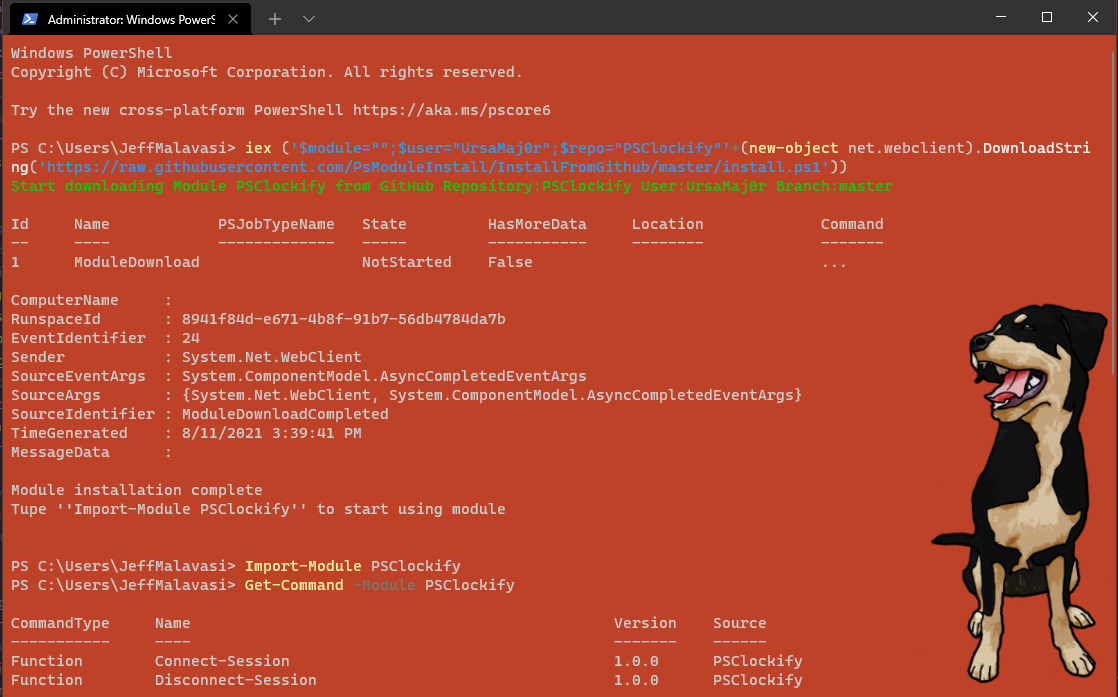 Administrator: Windows PowerS
Windows PowerShell
Copyright (C) Microsoft Corporation. All rights reserved.
Try the new cross-platform PowerShell https://aka.ms/pscore6
PS C:\Users\JeffMalavasi> iex ('$module="";$user="UrsaMaj0r";$repo="PSClockify"'+(new-object net.webclient).DownloadStri
ng('https://raw.githubusercontent.com/PsModuleInstall/InstallFromGithub/master/install.ps1'))
Start downloading Module PSClockify from GitHub Repository:PSClockify User:UrsaMaj0r Branch:master
Id     Name            PSJobTypeName   State         HasMoreData     Location             Command
--     ----            -------------   -----         -----------     --------             -------
1      ModuleDownload                  NotStarted    False                                ...
ComputerName     :
RunspaceId       : 8941f84d-e671-4b8f-91b7-56db4784da7b
EventIdentifier  : 24
Sender           : System.Net.WebClient
SourceEventArgs  : System.ComponentModel.AsyncCompletedEventArgs
SourceArgs       : {System.Net.WebClient, System.ComponentModel.AsyncCompletedEventArgs}
SourceIdentifier : ModuleDownloadCompleted
TimeGenerated    : 8/11/2021 3:39:41 PM
MessageData      :
Module installation complete
Type ''Import-Module PSClockify'' to start using module
PS C:\Users\JeffMalavasi> Import-Module PSClockify
PS C:\Users\JeffMalavasi> Get-Command -Module PSClockify
CommandType     Name                                               Version    Source
-----------     ----                                               -------    ------
Function        Connect-Session                                    1.0.0      PSClockify
Function        Disconnect-Session                                 1.0.0      PSClockify